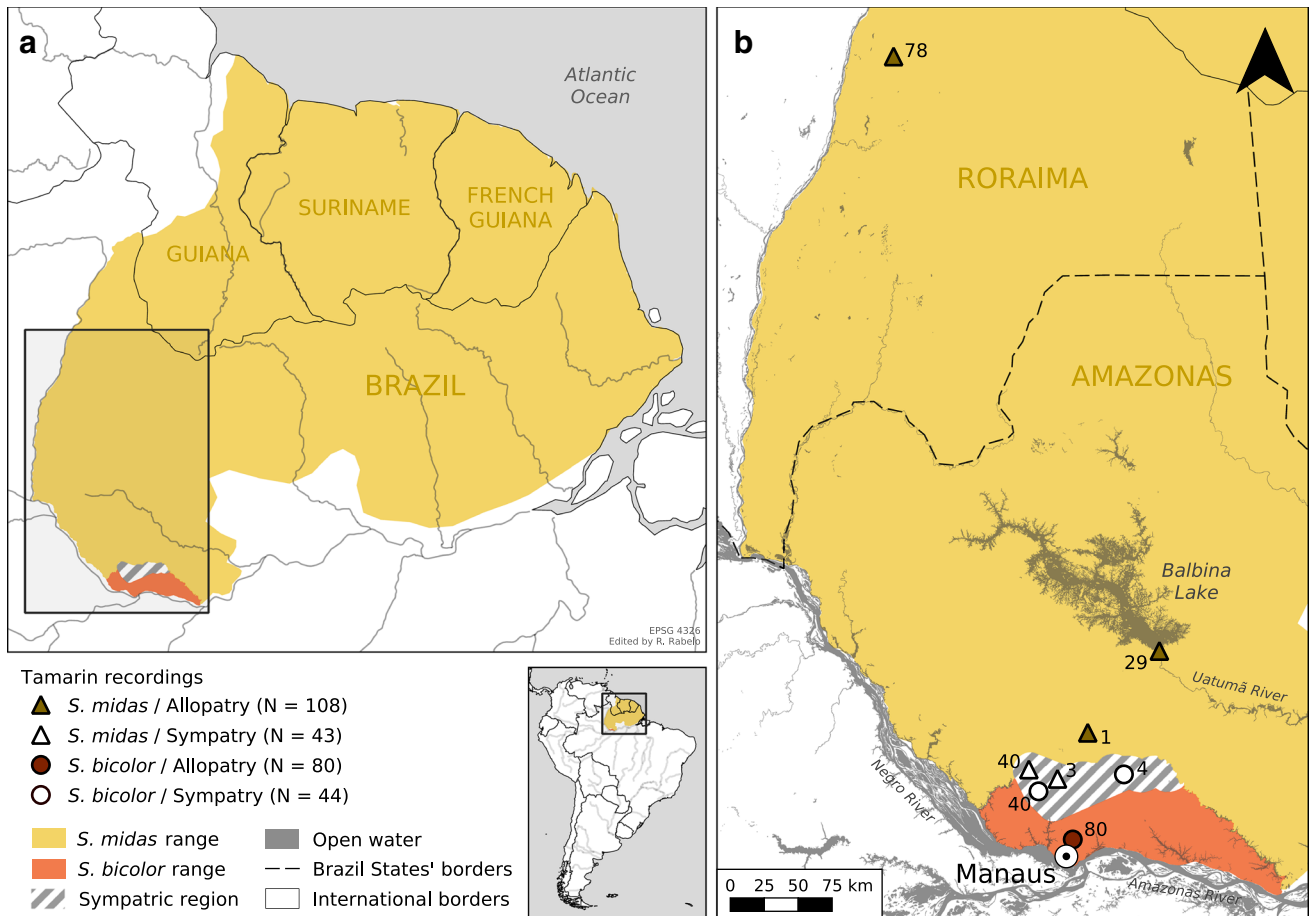 a
Atlantic
Ocean
SURINAME
FRENCH
GUIANA
GUIANA
BRAZIL
EPSG 4326
Edited by R. Rabelo
Tamarin recordings
S. midas / Allopatry (N = 108)
S. midas / Sympatry (N = 43)
S. bicolor / Allopatry (N = 80)
S. bicolor / Sympatry (N = 44)
S. midas range
S. bicolor range
Sympatric region
Open water
Brazil States' borders
International borders
b
78
RORAIMA
AMAZONAS
Balbina
Lake
29
Uatumã River
1
40
3
4
40
Negro River
80
Manaus
Amazonas River
0 25 50 75 km